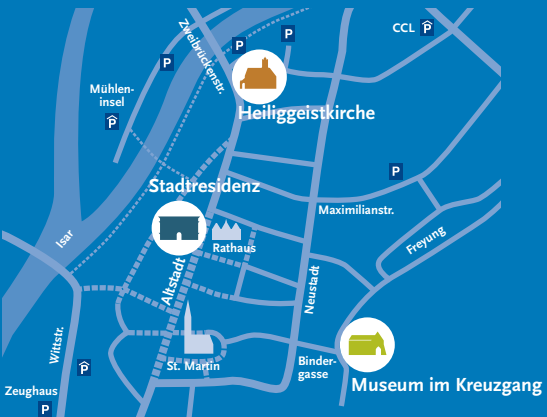 Zweibrückenstr.
CCL P
P
P
P
Mühlen-
insel
P
Heiliggeistkirche
P
Stadtresidenz
Maximilianstr.
Isar
Rathaus
Freyung
Altstadt
Neustadt
Wittstr.
St. Martin
Binder-
gasse
P
Museum im Kreuzgang
Zeughaus
P